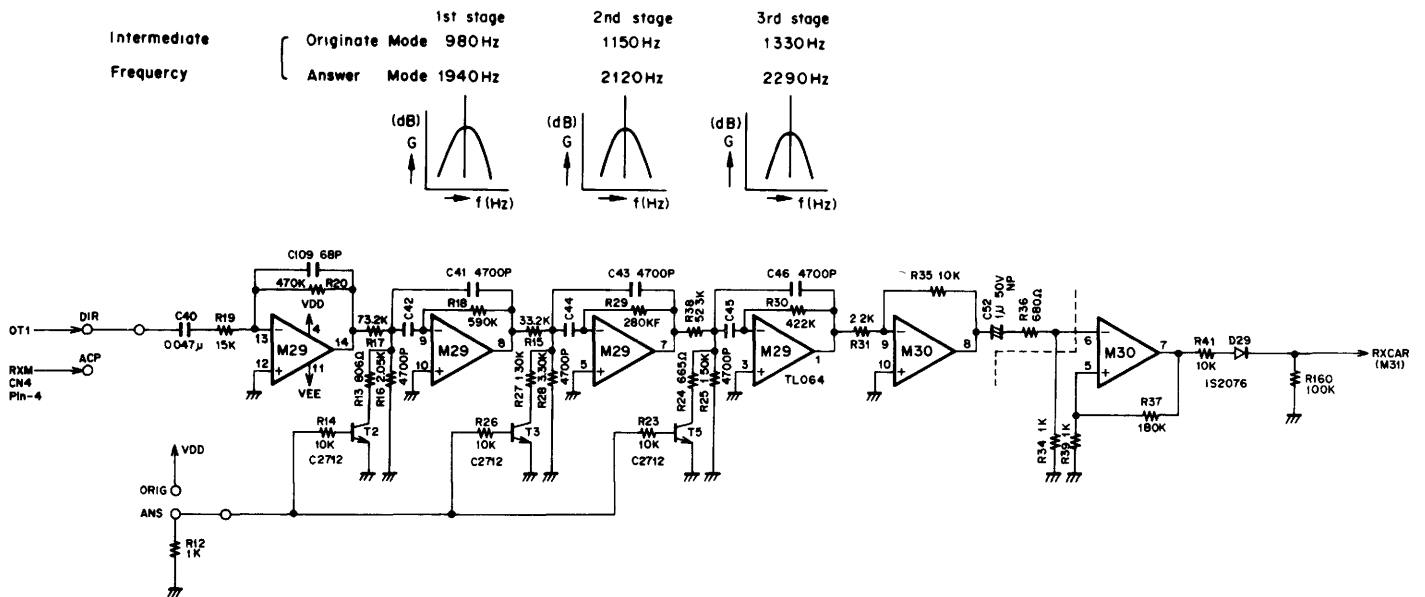 1st stage 2nd stage 3rd stage
Intermediate Originate Mode 980Hz 1150Hz 1330Hz
Frequercy Answer Mode 1940Hz 2120Hz 2290Hz
(dB) (dB) (dB)
G G G
f(Hz) f(Hz) f(Hz)
C109 68P
470K R20
VDD
4
C41 4700P
R18
590K
C43 4700P
R29
280KF
C46 4700P
R30
422K
R35 10K
C52
1μ 50V
NP
R36
680Ω
OT1
DIR
C40
0047μ
R19
15K
13
12
M29
14
11
VEE
73.2K
R17
C42
4700P
9
10
M29
8
33.2K
R15
C44
4700P
5
M29
7
R38
52.3K
C45
4700P
3
M29
1
TL064
2.2K
R31
9
10
M30
8
6
5
M30
7
R41
10K
D29
1S2076
RXCAR
(M31)
R160
100K
RXM
CN4
Pin-4
ACP
R13 806Ω
R16 2.05K
R27 1.30K
R28 3.30K
R24 665Ω
R25 1.50K
R37
180K
R34 1K
R39 1K
R14
10K
C2712
T2
R26
10K
C2712
T3
R23
10K
C2712
T5
VDD
ORIG
ANS
R12
1K